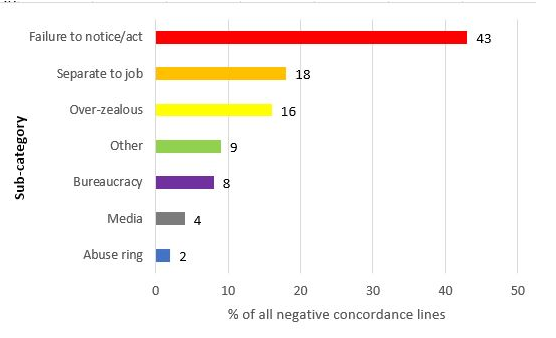 Failure to notice/act 43
Separate to job 18
Over-zealous 16
Other 9
Bureaucracy 8
Media 4
Abuse ring 2
Sub-category
0 10 20 30 40 50
% of all negative concordance lines